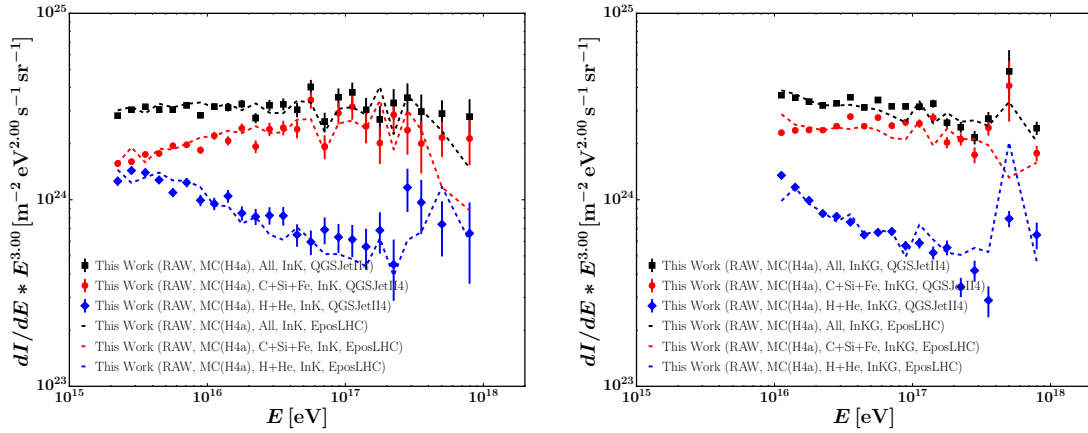 10^25
10^24
10^23
dI/dE * E^3.00 [m^−2 eV^2.00 s^−1 sr^−1]
This Work (RAW, MC(H4a), All, InK, QGSJetII4)
This Work (RAW, MC(H4a), C+Si+Fe, InK, QGSJetII4)
This Work (RAW, MC(H4a), H+He, InK, QGSJetII4)
This Work (RAW, MC(H4a), All, InK, EposLHC)
This Work (RAW, MC(H4a), C+Si+Fe, InK, EposLHC)
This Work (RAW, MC(H4a), H+He, InK, EposLHC)
10^15 10^16 10^17 10^18
E [eV]
10^25
10^24
10^23
dI/dE * E^3.00 [m^−2 eV^2.00 s^−1 sr^−1]
This Work (RAW, MC(H4a), All, InKG, QGSJetII4)
This Work (RAW, MC(H4a), C+Si+Fe, InKG, QGSJetII4)
This Work (RAW, MC(H4a), H+He, InKG, QGSJetII4)
This Work (RAW, MC(H4a), All, InKG, EposLHC)
This Work (RAW, MC(H4a), C+Si+Fe, InKG, EposLHC)
This Work (RAW, MC(H4a), H+He, InKG, EposLHC)
10^15 10^16 10^17 10^18
E [eV]